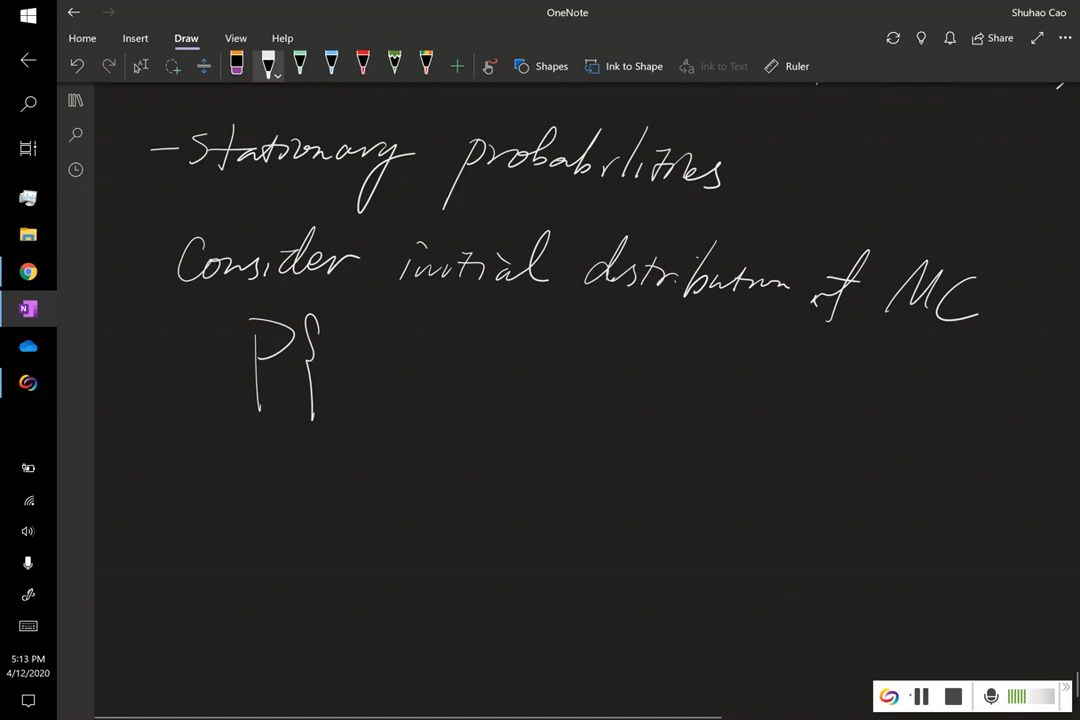 OneNote
Shuhao Cao
Home Insert Draw View Help
Share
Shapes
Ink to Shape
Ink to Text
Ruler
- Stationary probabilities
Consider initial distribution of MC
P{
5:13 PM
4/12/2020